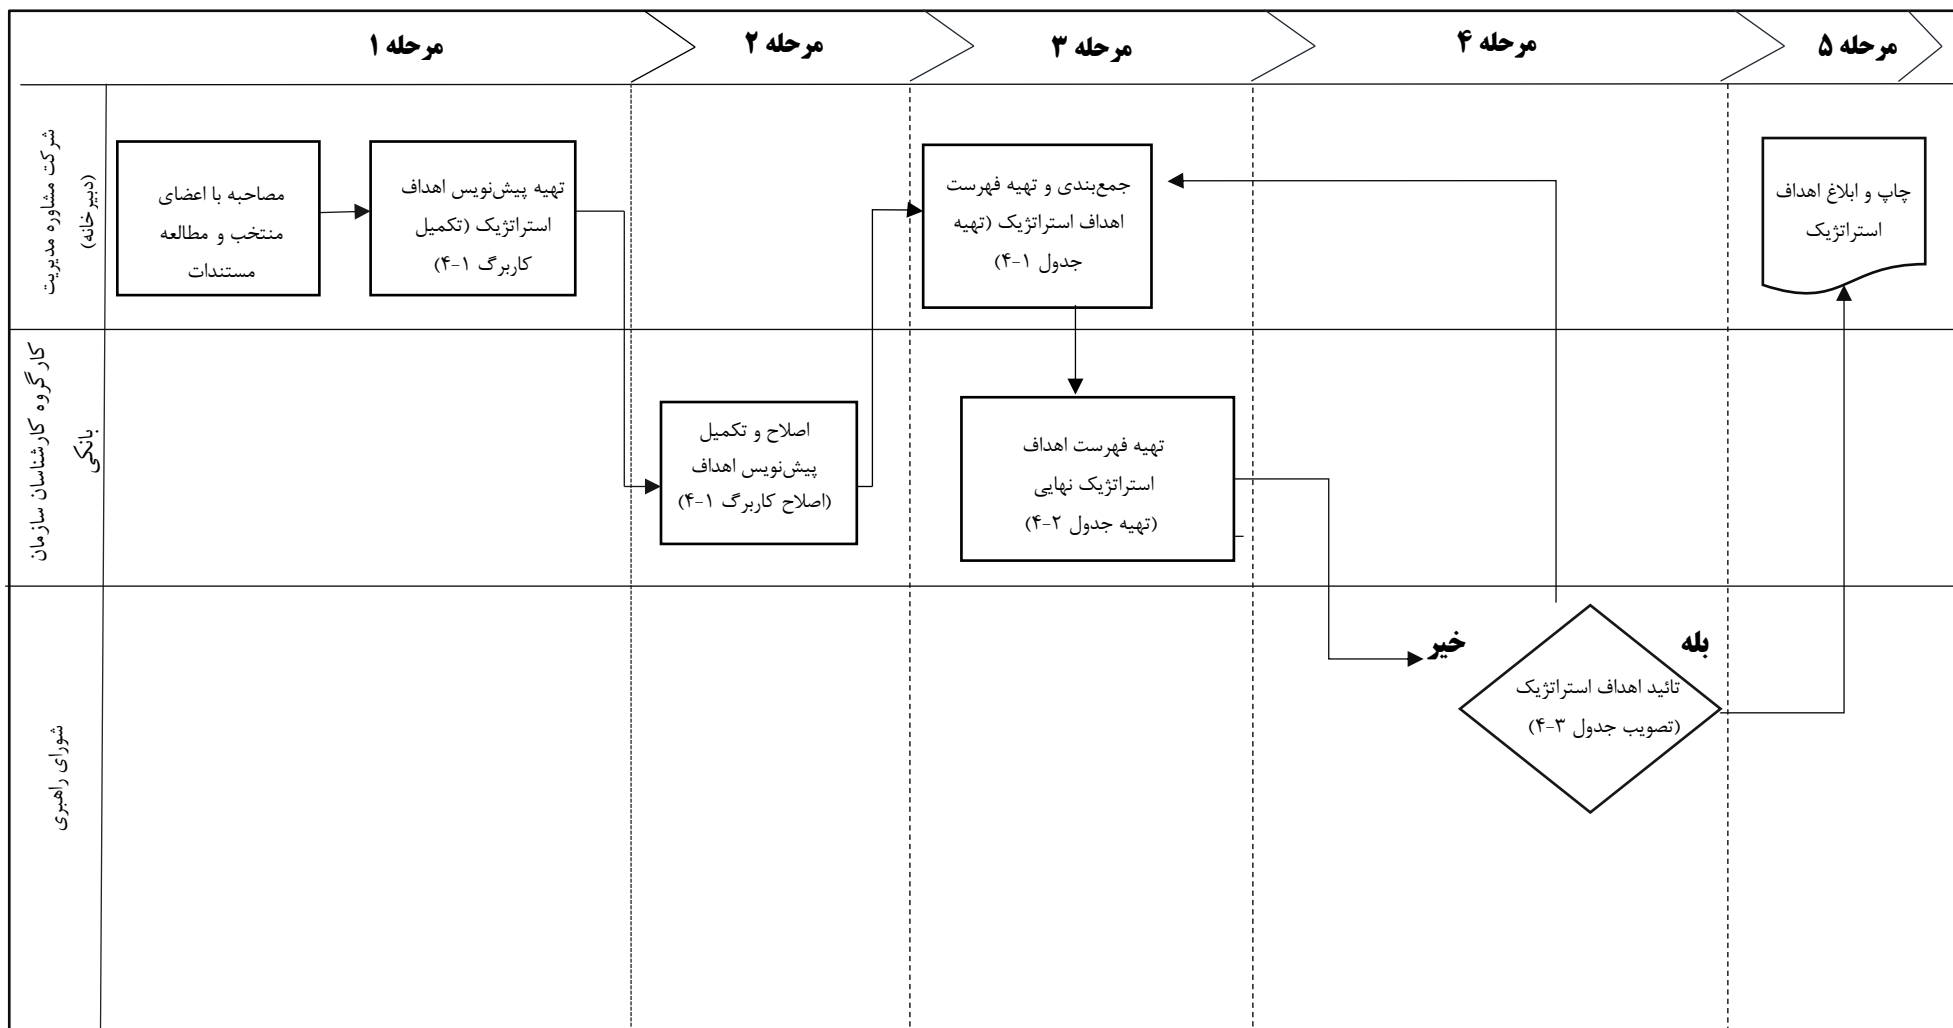 مرحله ۱
مرحله ۲
مرحله ۳
مرحله ۴
مرحله ۵
شرکت مشاوره مدیریت
(دبیرخانه)
مصاحبه با اعضای
منتخب و مطالعه
مستندات
تهیه پیش‌نویس اهداف
استراتژیک (تکمیل
کاربرگ ۱-۴)
جمع‌بندی و تهیه فهرست
اهداف استراتژیک (تهیه
جدول ۱-۴)
چاپ و ابلاغ اهداف
استراتژیک
کار گروه کارشناسان سازمان
بانکی
اصلاح و تکمیل
پیش‌نویس اهداف
(اصلاح کاربرگ ۱-۴)
تهیه فهرست اهداف
استراتژیک نهایی
(تهیه جدول ۲-۴)
شورای راهبری
خیر
بله
تائید اهداف استراتژیک
(تصویب جدول ۳-۴)